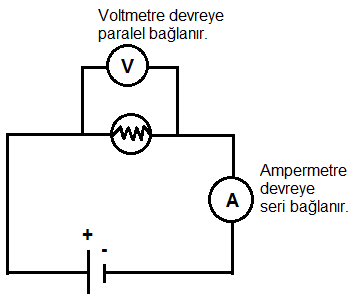 Voltmetre devreye
paralel bağlanır.
V
Ampermetre
devreye
seri bağlanır.
A
+
-